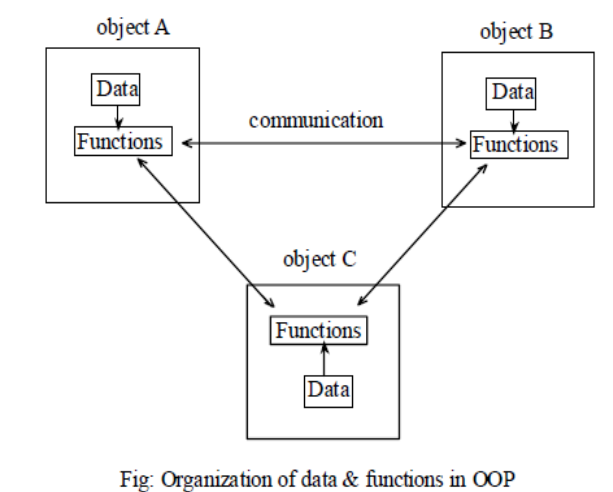 object A
object B
Data
Data
Functions
communication
Functions
object C
Functions
Data
Fig: Organization of data & functions in OOP